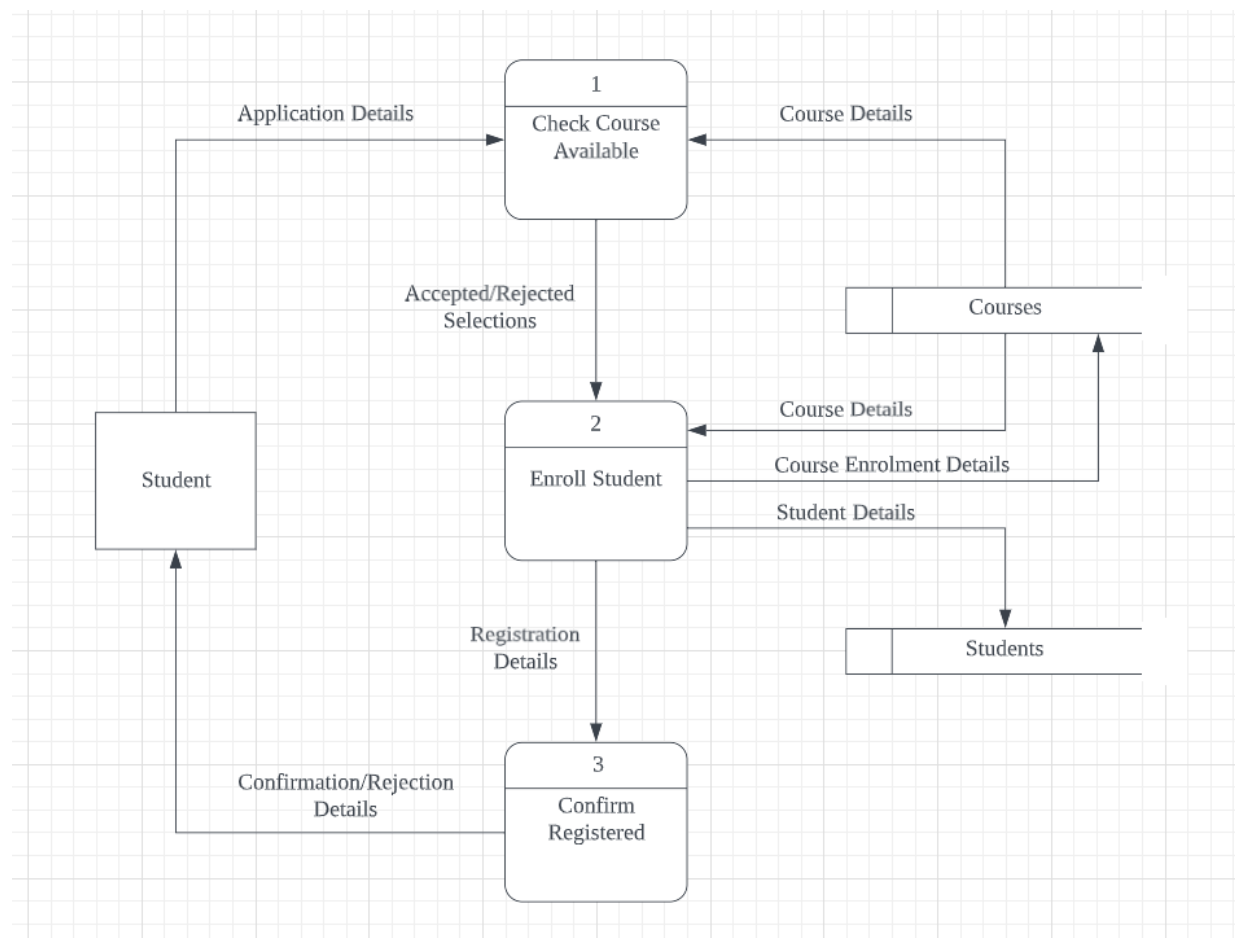 1
Application Details
Course Details
Check Course
Available
Accepted/Rejected
Selections
Courses
Course Details
2
Course Enrolment Details
Student
Enroll Student
Student Details
Registration
Details
Students
3
Confirmation/Rejection
Details
Confirm
Registered